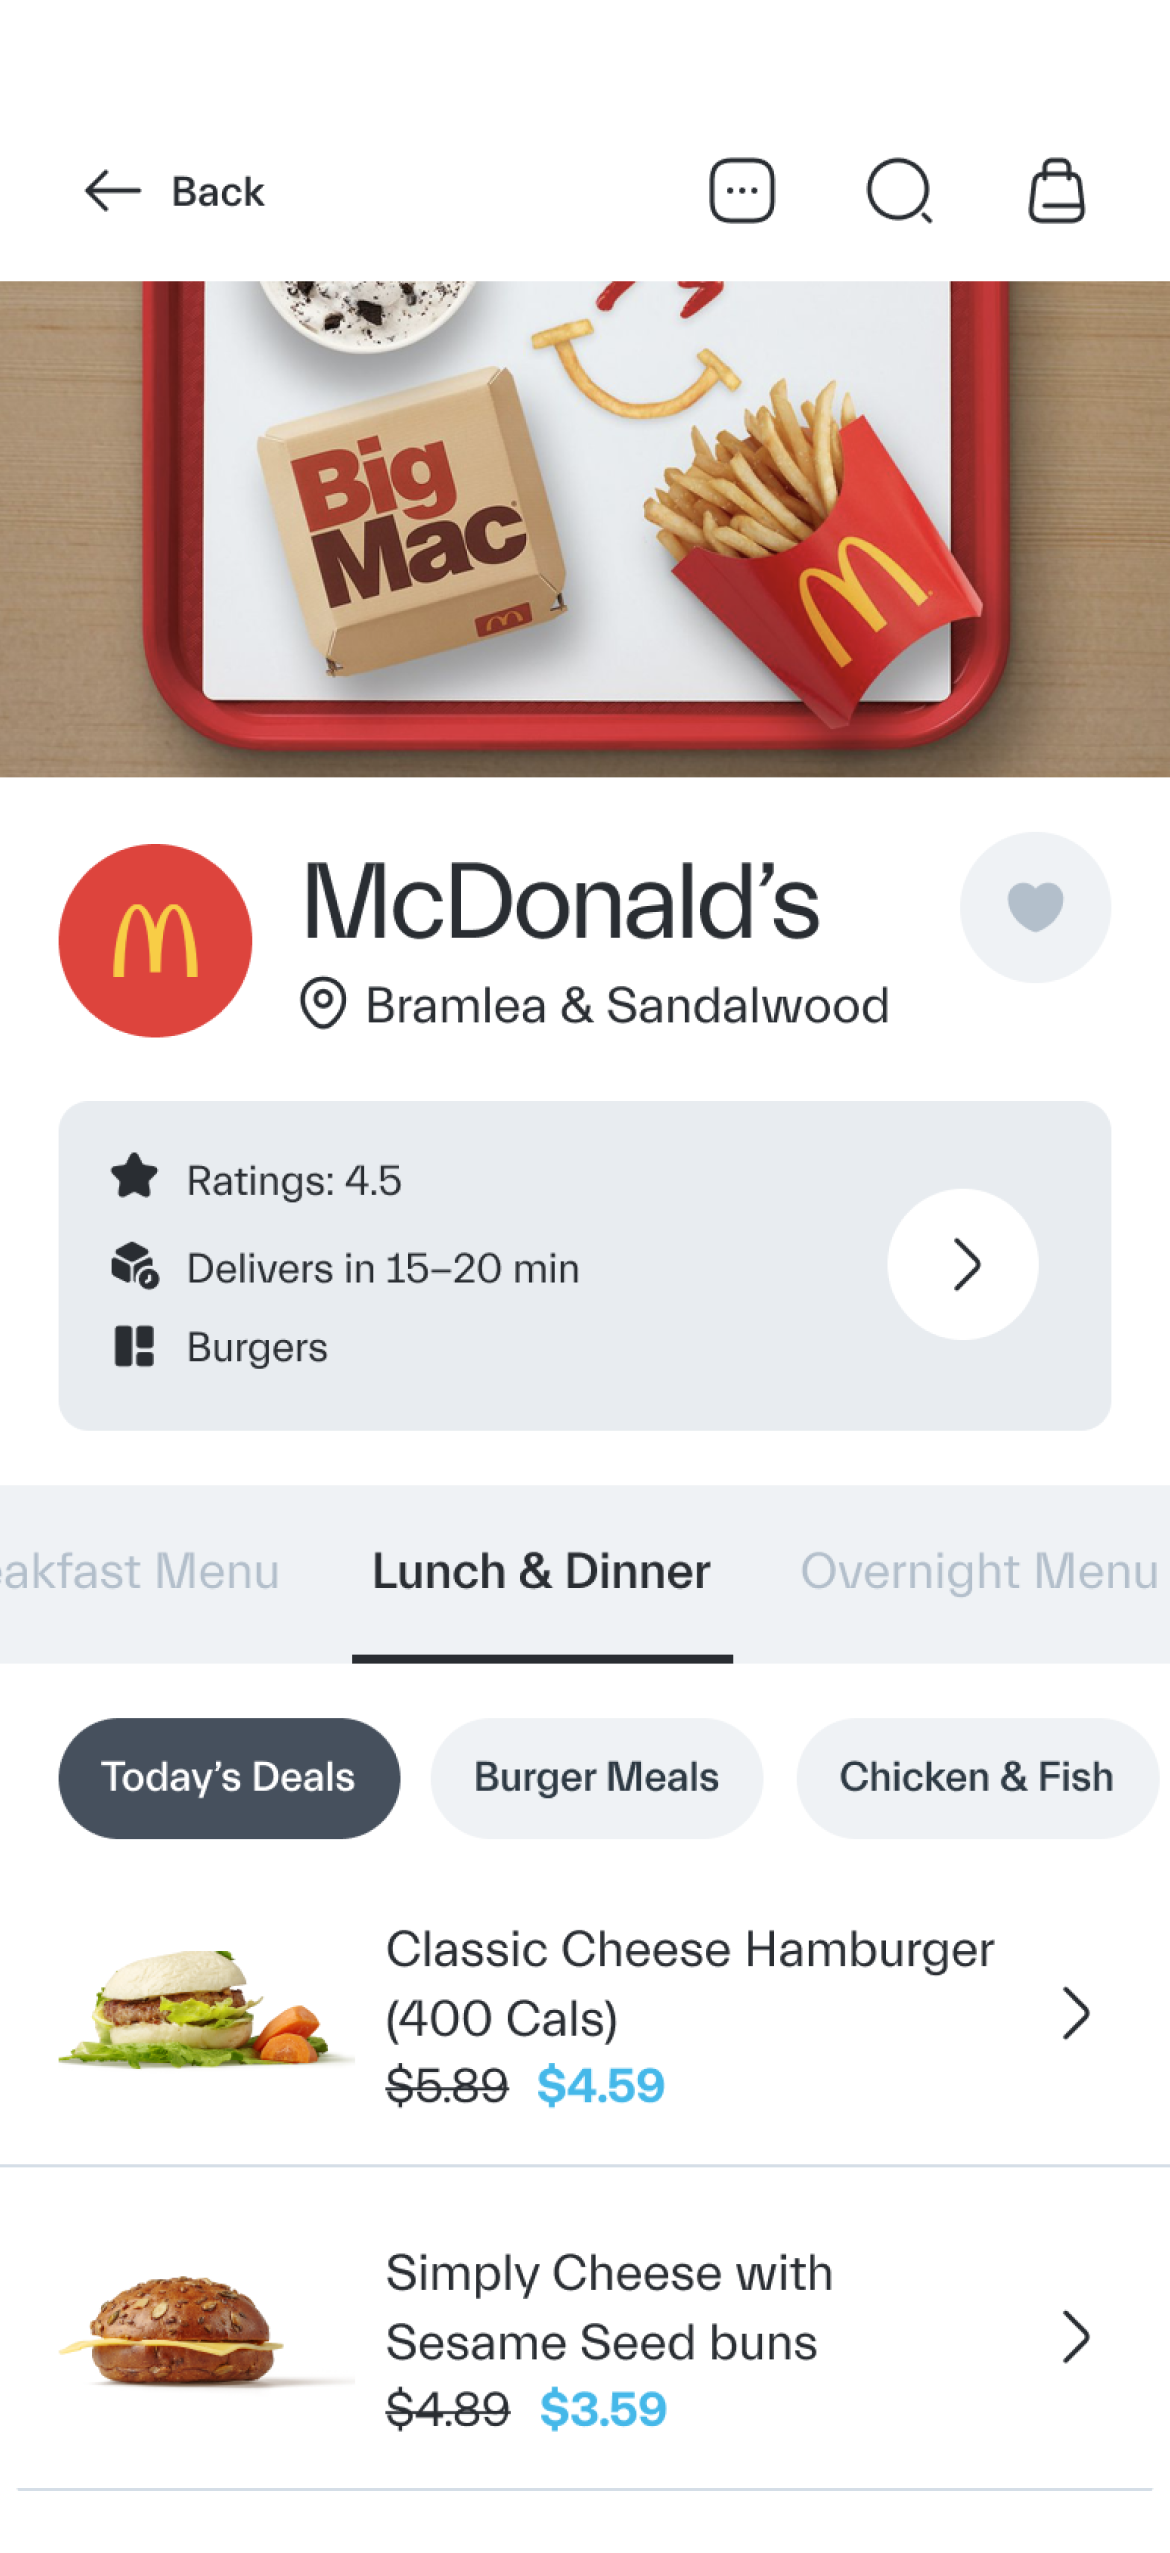 Back
Big
Mac
McDonald’s
Bramlea & Sandalwood
Ratings: 4.5
Delivers in 15–20 min
Burgers
Menu Lunch & Dinner Overnight Menu
Today’s Deals Burger Meals Chicken & Fish
Classic Cheese Hamburger
(400 Cals)
$5.89 $4.59
Simply Cheese with
Sesame Seed buns
$4.89 $3.59